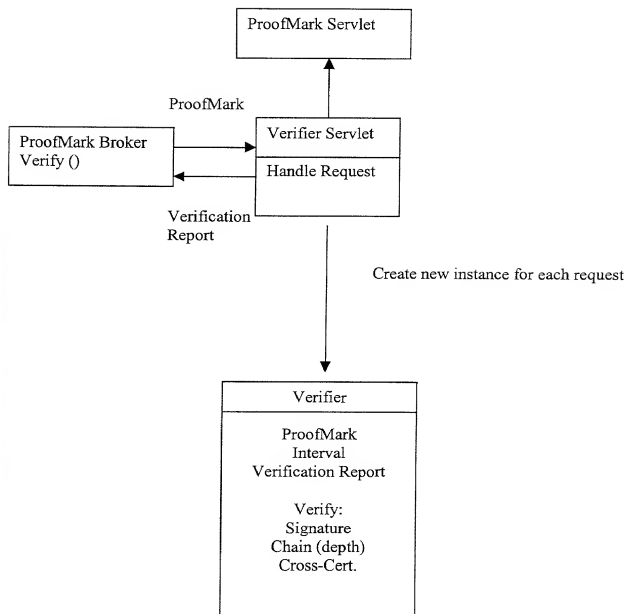 ProofMark Servlet
ProofMark
Verifier Servlet
ProofMark Broker
Verify ()
Handle Request
Verification
Report
Create new instance for each request
Verifier
ProofMark
Interval
Verification Report
Verify:
Signature
Chain (depth)
Cross-Cert.